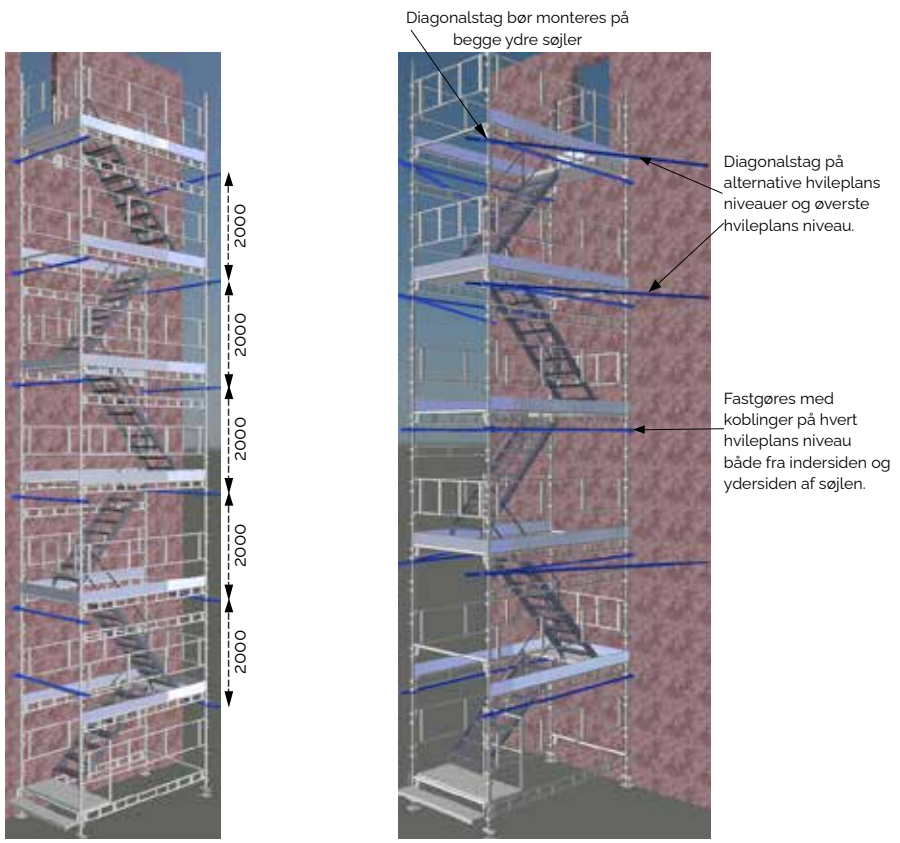 Diagonalstag bør monteres på
begge ydre søjler
2000
2000
2000
2000
2000
Diagonalstag på
alternative hvileplans
niveauer og øverste
hvileplans niveau.
Fastgøres med
koblinger på hvert
hvileplans niveau
både fra indersiden og
ydersiden af søjlen.